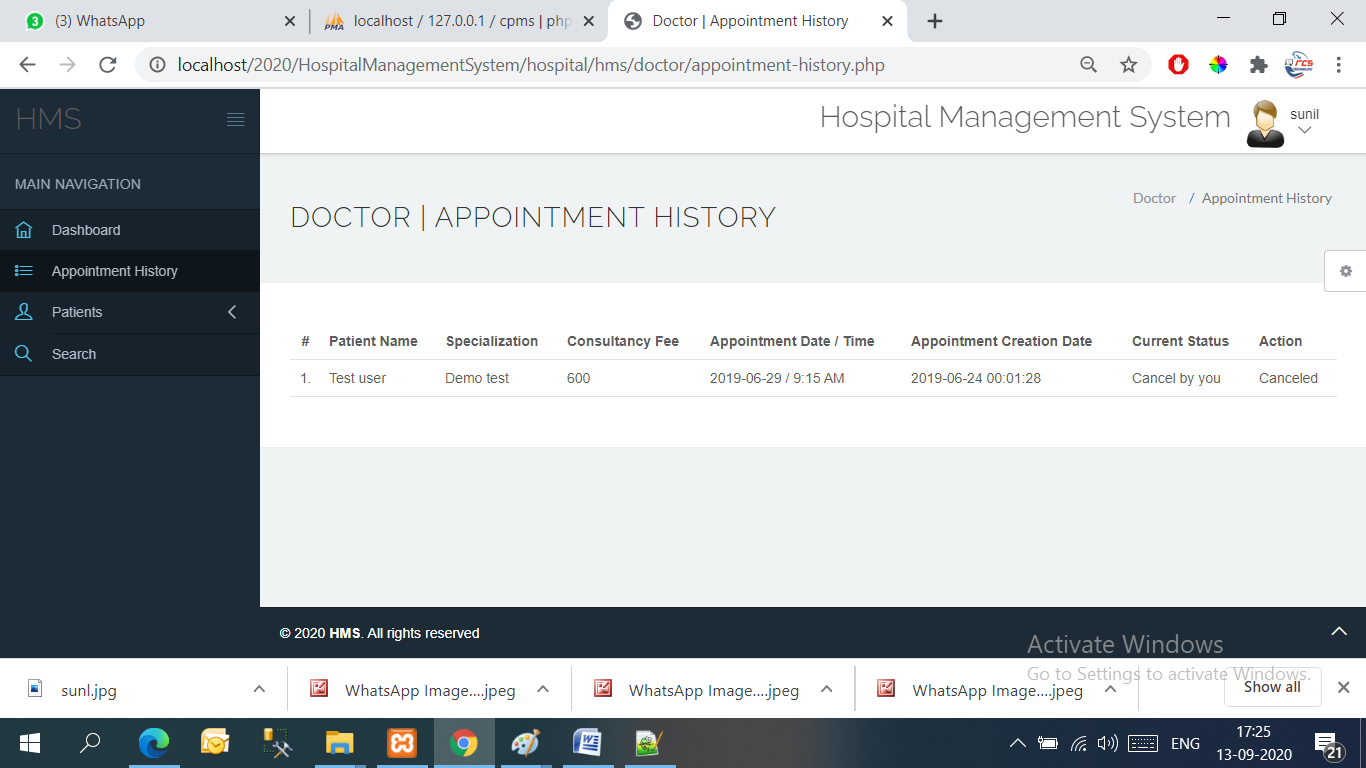 3 (3) WhatsApp
PMA localhost / 127.0.0.1 / cpms | php
Doctor | Appointment History
localhost/2020/HospitalManagementSystem/hospital/hms/doctor/appointment-history.php
HMS
Hospital Management System
sunil
MAIN NAVIGATION
Dashboard
Appointment History
Patients
Search
DOCTOR | APPOINTMENT HISTORY
Doctor / Appointment History
# Patient Name Specialization Consultancy Fee Appointment Date / Time Appointment Creation Date Current Status Action
1. Test user Demo test 600 2019-06-29 / 9:15 AM 2019-06-24 00:01:28 Cancel by you Canceled
© 2020 HMS. All rights reserved
Activate Windows
Go to Settings to activate Windows.
sunl.jpg
WhatsApp Image....jpeg
WhatsApp Image....jpeg
WhatsApp Image....jpeg
Show all
ENG
17:25
13-09-2020
21